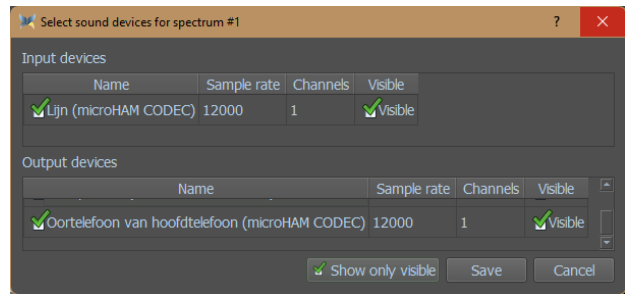 Select sound devices for spectrum #1 ?
Input devices
Name Sample rate Channels Visible
Lijn (microHAM CODEC) 12000 1 Visible
Output devices
Name Sample rate Channels Visible
Oortelefoon van hoofdtelefoon (microHAM CODEC) 12000 1 Visible
Show only visible Save Cancel